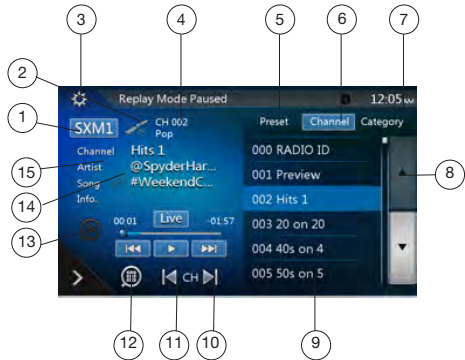 3 4 5 6 7
2
1
Replay Mode Paused 12:05
SXM1 CH 002
Pop
Preset Channel Category
Channel Hits 1
Artist @SpyderHar...
Song #WeekendC...
Info.
000 RADIO ID
001 Preview
002 Hits 1
003 20 on 20
004 40s on 4
005 50s on 5
00:01 Live -01:57
CH
15
14
13
8
12 11 10 9